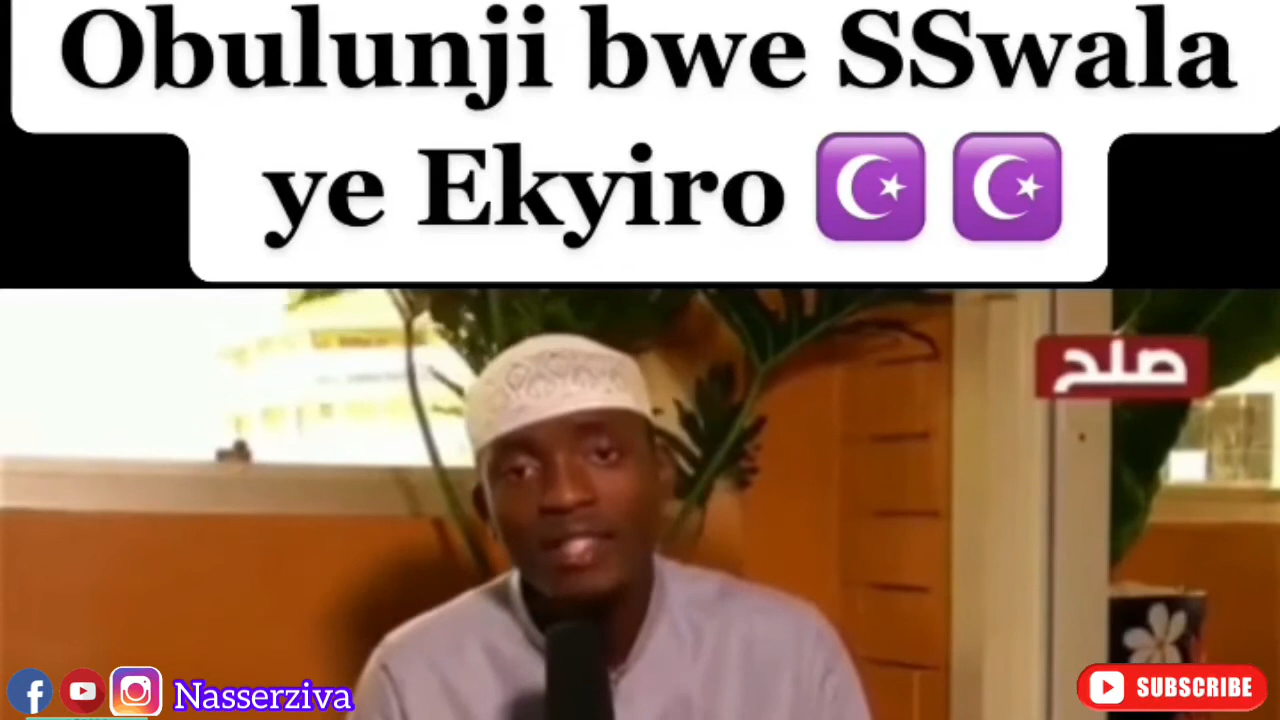 Obulunji bwe SSwala
ye Ekyiro
صلح
Nasserziva
SUBSCRIBE